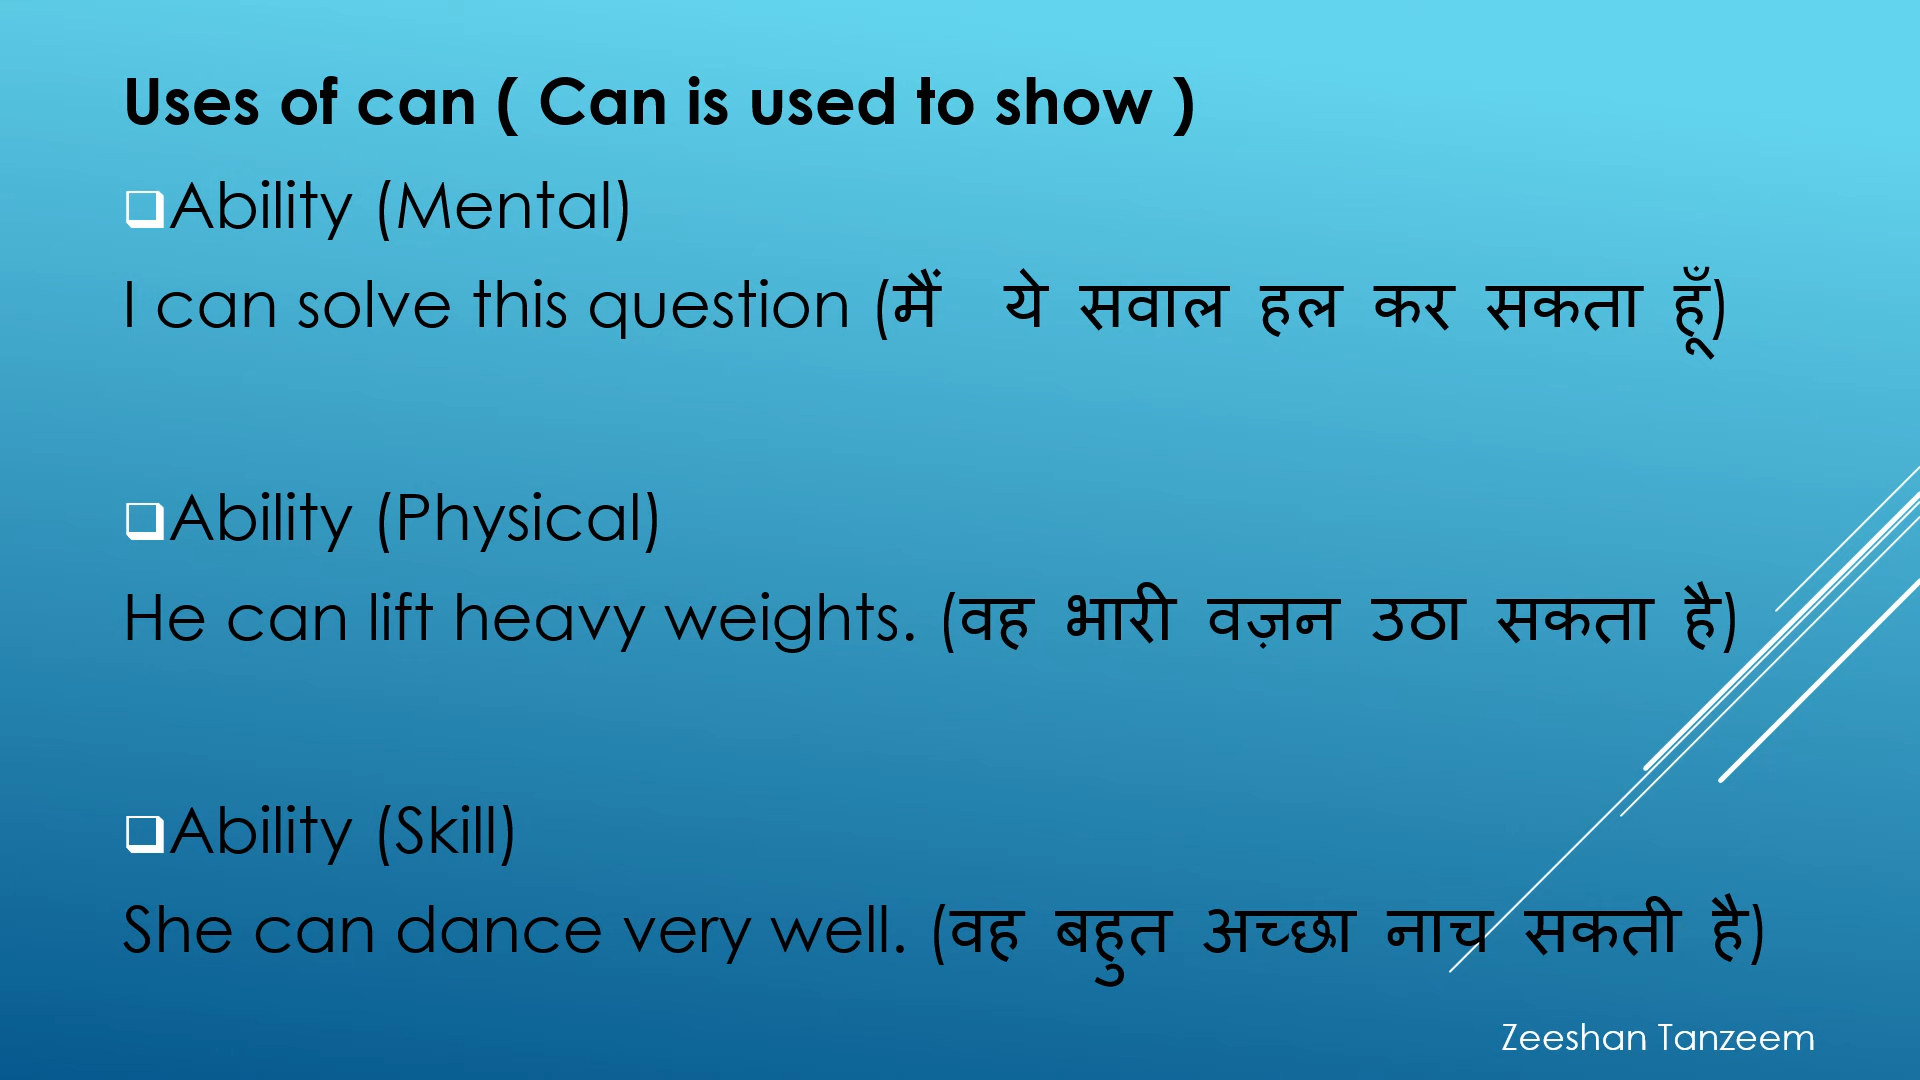 Uses of can ( Can is used to show )
Ability (Mental)
I can solve this question (मैं ये सवाल हल कर सकता हूँ)
Ability (Physical)
He can lift heavy weights. (वह भारी वज़न उठा सकता है)
Ability (Skill)
She can dance very well. (वह बहुत अच्छा नाच सकती है)
Zeeshan Tanzeem